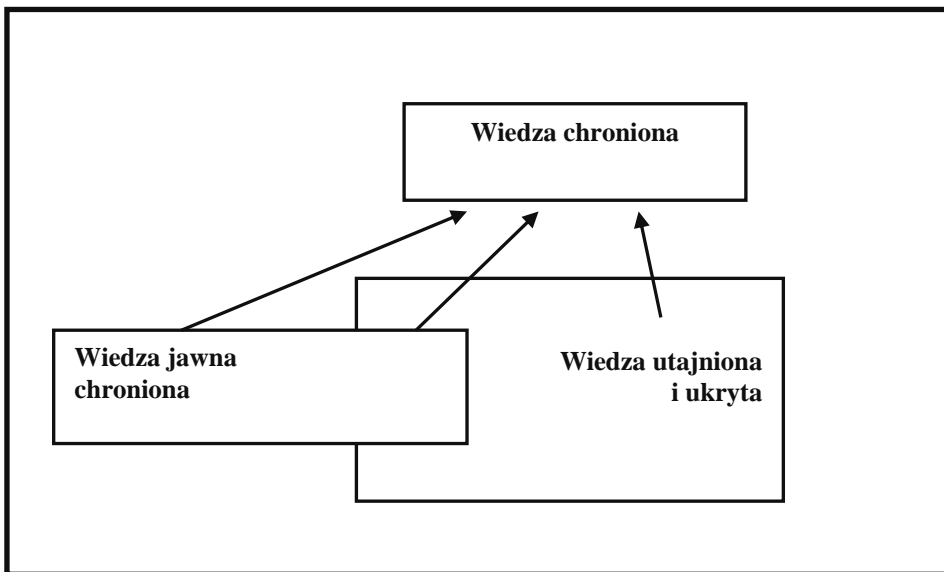 Wiedza chroniona
Wiedza jawna
chroniona
Wiedza utajniona
i ukryta